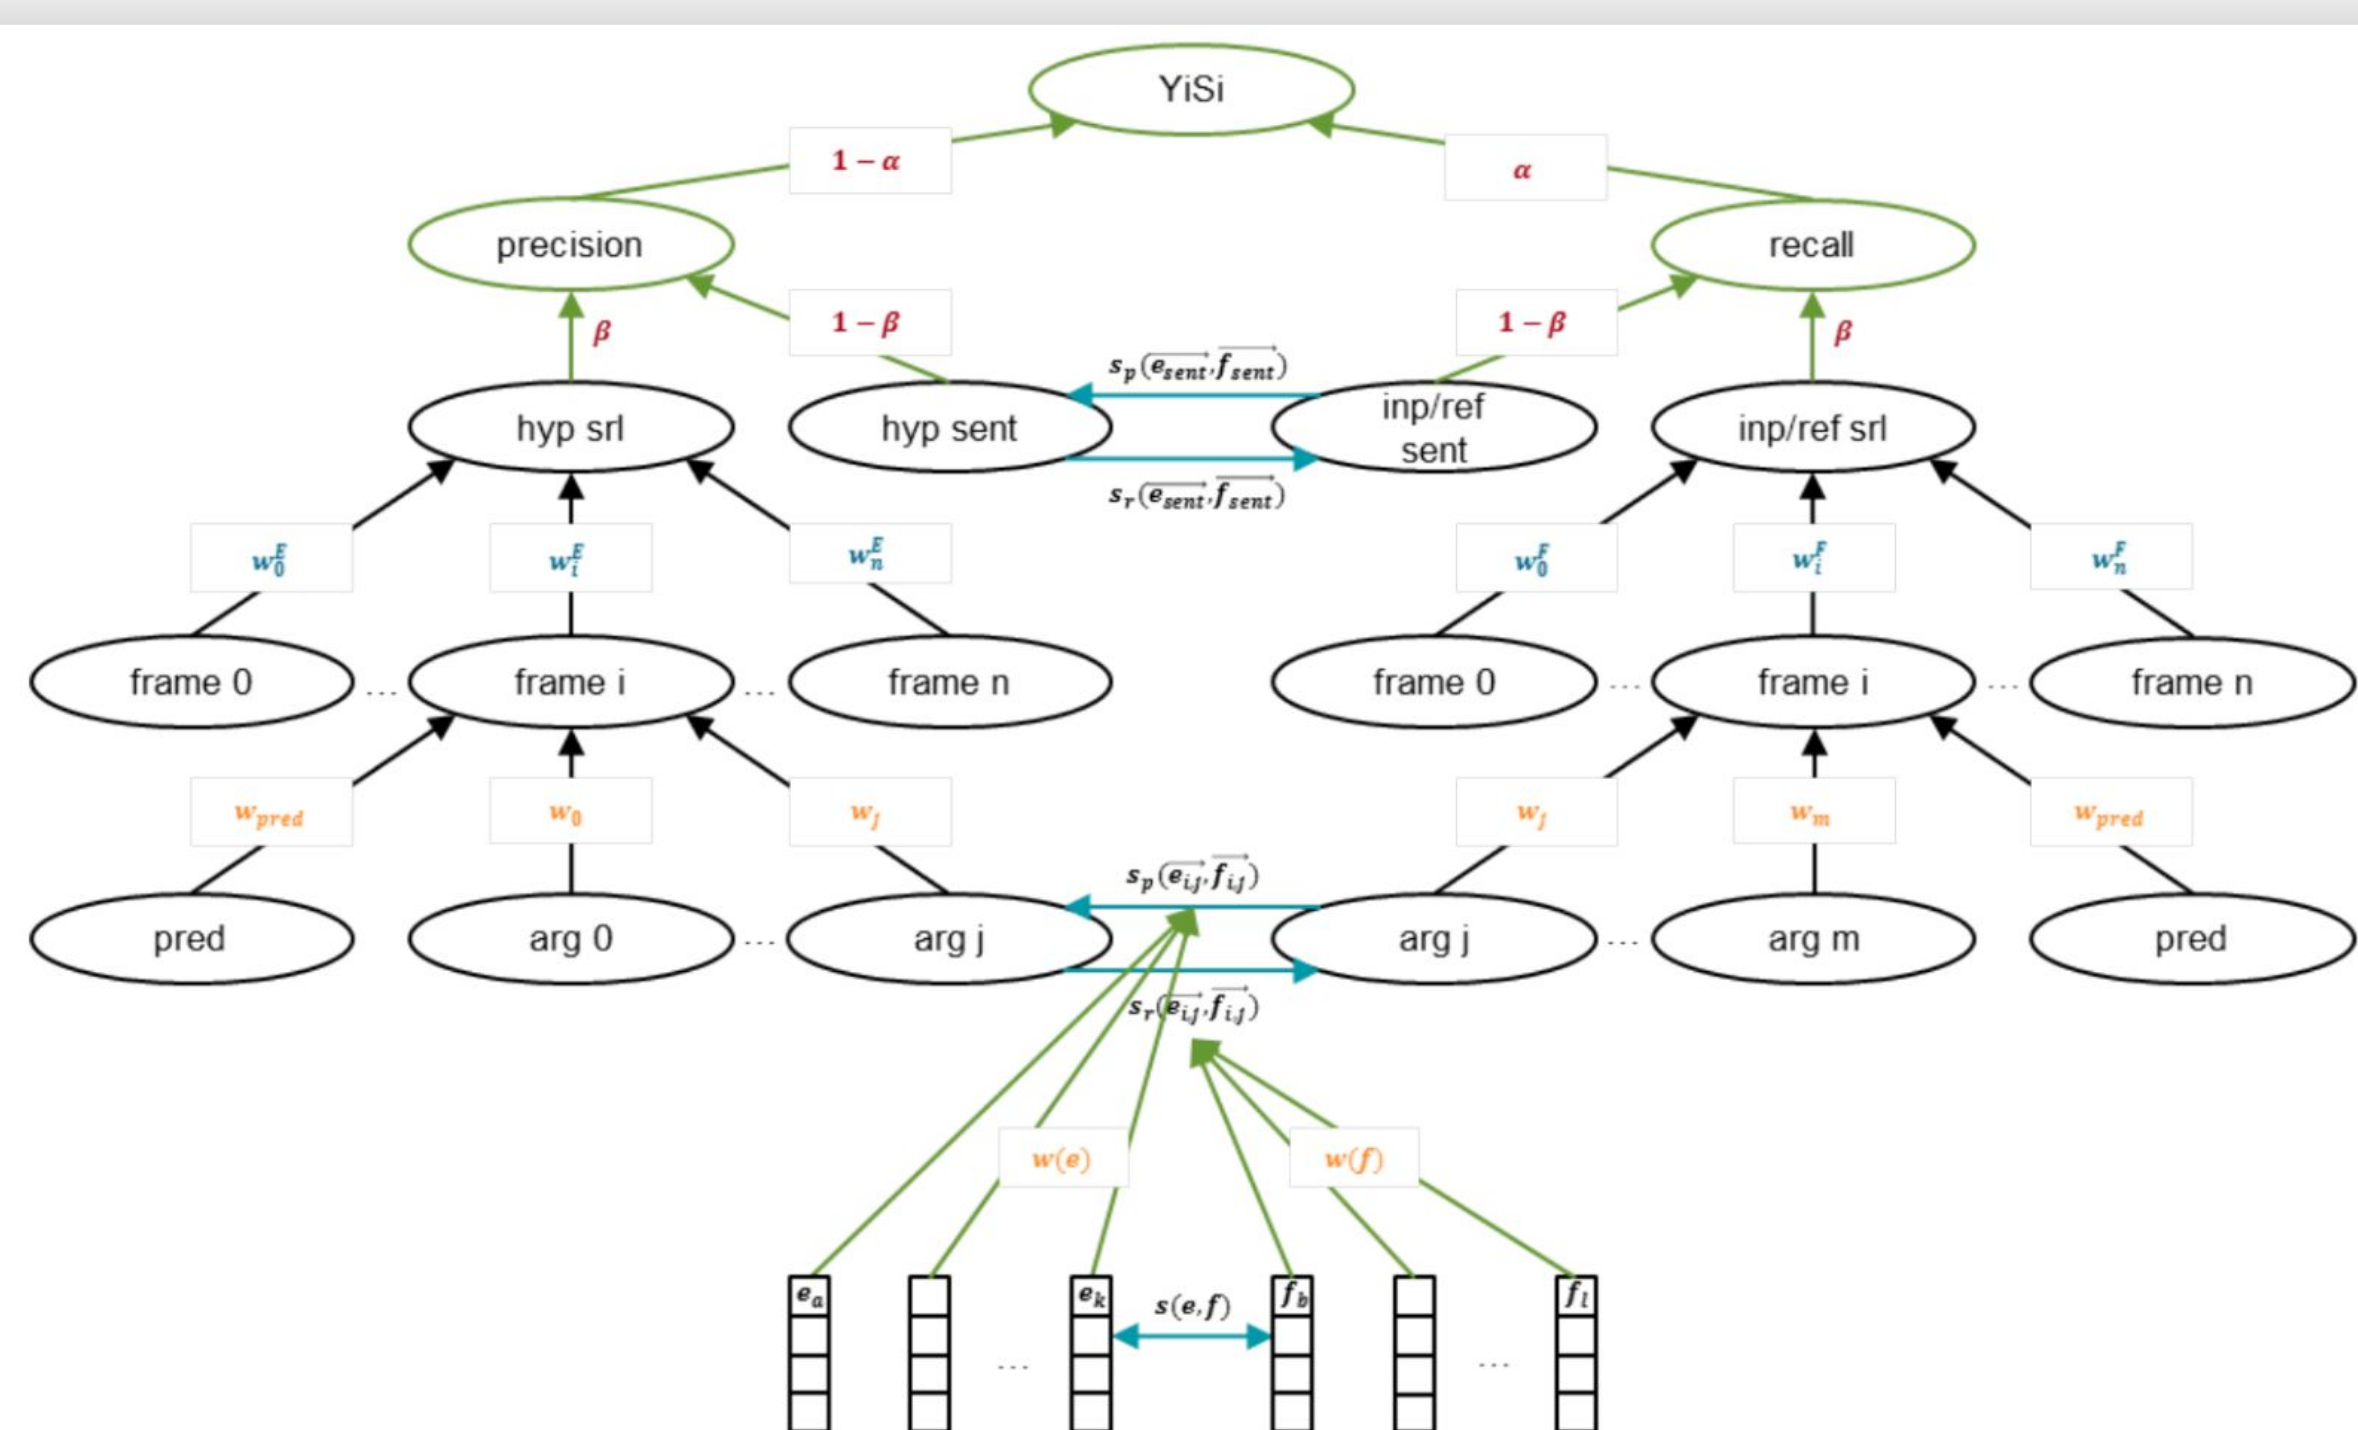 YiSi
1 − α
α
precision
recall
β
1 − β
1 − β
β
s_p(e_sent, f_sent)
hyp srl
hyp sent
inp/ref
sent
inp/ref srl
s_r(e_sent, f_sent)
w_0^E
w_i^E
w_n^E
w_0^F
w_i^F
w_n^F
frame 0
...
frame i
...
frame n
frame 0
...
frame i
...
frame n
w_pred
w_0
w_j
w_j
w_m
w_pred
s_p(e_i,j, f_i,j)
pred
arg 0
...
arg j
arg j
...
arg m
pred
s_r(e_i,j, f_i,j)
w(e)
w(f)
e_a
e_k
s(e,f)
f_b
f_l
...
...